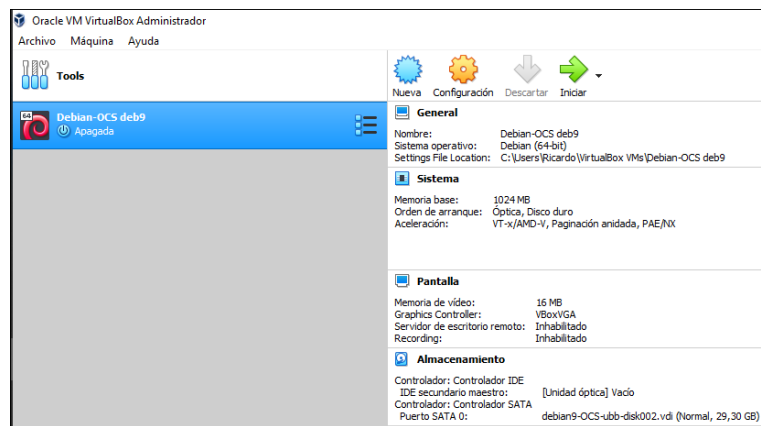 Oracle VM VirtualBox Administrador
Archivo Máquina Ayuda
Tools
64
Debian-OCS deb9
Apagada
Nueva Configuración Descartar Iniciar
General
Nombre: Debian-OCS deb9
Sistema operativo: Debian (64-bit)
Settings File Location: C:\Users\Ricardo\VirtualBox VMs\Debian-OCS deb9
Sistema
Memoria base: 1024 MB
Orden de arranque: Óptica, Disco duro
Aceleración: VT-x/AMD-V, Paginación anidada, PAE/NX
Pantalla
Memoria de vídeo: 16 MB
Graphics Controller: VBoxVGA
Servidor de escritorio remoto: Inhabilitado
Recording: Inhabilitado
Almacenamiento
Controlador: Controlador IDE
IDE secundario maestro: [Unidad óptica] Vacío
Controlador: Controlador SATA
Puerto SATA 0: debian9-OCS-ubb-disk002.vdi (Normal, 29,30 GB)